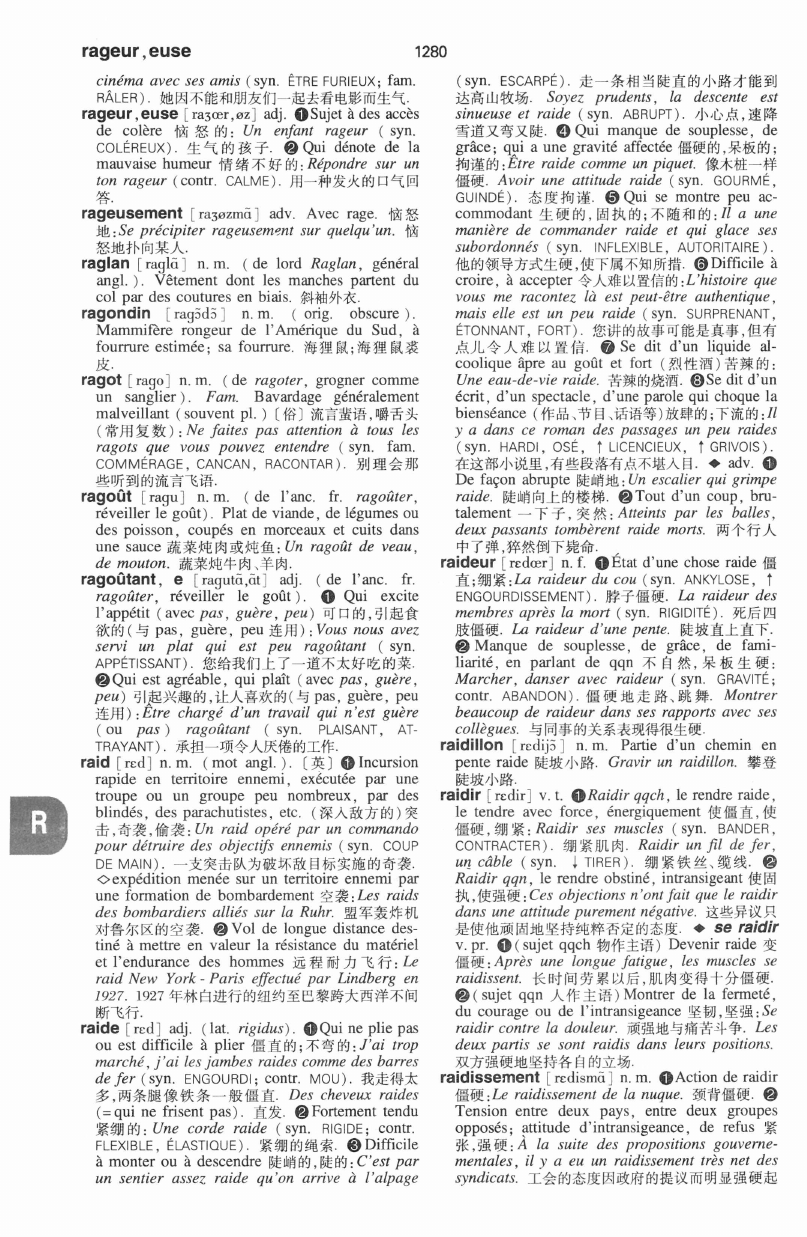 rageur, euse
1280
cinéma avec ses amis (syn. ÊTRE FURIEUX; fam.
RÂLER). 她因不能和朋友们一起去看电影而生气.
rageur, euse [raʒœr, øz] adj. ❶Sujet à des accès
de colère 恼怒的: Un enfant rageur (syn.
COLÉREUX). 生气的孩子. ❷ Qui dénote de la
mauvaise humeur 情绪不好的: Répondre sur un
ton rageur (contr. CALME). 用一种发火的口气回
答.
rageusement [raʒøzmɑ̃] adv. Avec rage. 恼怒
地: Se précipiter rageusement sur quelqu'un. 恼
怒地扑向某人.
raglan [raglɑ̃] n. m. (de lord Raglan, général
angl.). Vêtement dont les manches partent du
col par des coutures en biais. 斜袖外衣.
ragondin [ragɔ̃dɔ̃] n. m. (orig. obscure).
Mammifère rongeur de l'Amérique du Sud, à
fourrure estimée; sa fourrure. 海狸鼠;海狸鼠裘
皮.
ragot [rago] n. m. (de ragoter, grogner comme
un sanglier). Fam. Bavardage généralement
malveillant (souvent pl.)〔俗〕流言蜚语,嚼舌头
(常用复数): Ne faites pas attention à tous les
ragots que vous pouvez entendre (syn. fam.
COMMÉRAGE, CANCAN, RACONTAR). 别理会那
些听到的流言飞语.
ragoût [ragu] n. m. (de l'anc. fr. ragoûter,
réveiller le goût). Plat de viande, de légumes ou
des poisson, coupés en morceaux et cuits dans
une sauce 蔬菜炖肉或炖鱼: Un ragoût de veau,
de mouton. 蔬菜炖牛肉、羊肉.
ragoûtant, e [ragutɑ̃, ɑ̃t] adj. (de l'anc. fr.
ragoûter, réveiller le goût). ❶ Qui excite
l'appétit (avec pas, guère, peu) 可口的,引起食
欲的(与 pas, guère, peu 连用): Vous nous avez
servi un plat qui est peu ragoûtant (syn.
APPÉTISSANT). 您给我们上了一道不太好吃的菜.
❷Qui est agréable, qui plaît (avec pas, guère,
peu) 引起兴趣的,让人喜欢的(与 pas, guère, peu
连用): Être chargé d'un travail qui n'est guère
(ou pas) ragoûtant (syn. PLAISANT, AT-
TRAYANT). 承担一项令人厌倦的工作.
raid [rɛd] n. m. (mot angl.).〔英〕❶Incursion
rapide en territoire ennemi, exécutée par une
troupe ou un groupe peu nombreux, par des
blindés, des parachutistes, etc. (深入敌方的)突
击,奇袭,偷袭: Un raid opéré par un commando
pour détruire des objectifs ennemis (syn. COUP
DE MAIN). 一支突击队为破坏敌目标实施的奇袭.
◇expédition menée sur un territoire ennemi par
une formation de bombardement 空袭: Les raids
des bombardiers alliés sur la Ruhr. 盟军轰炸机
对鲁尔区的空袭. ❷Vol de longue distance des-
tiné à mettre en valeur la résistance du matériel
et l'endurance des hommes 远程耐力飞行: Le
raid New York - Paris effectué par Lindberg en
1927. 1927 年林白进行的纽约至巴黎跨大西洋不间
断飞行.
raide [rɛd] adj. (lat. rigidus). ❶Qui ne plie pas
ou est difficile à plier 僵直的;不弯的: J'ai trop
marché, j'ai les jambes raides comme des barres
de fer (syn. ENGOURDI; contr. MOU). 我走得太
多,两条腿像铁条一般僵直. Des cheveux raides
(=qui ne frisent pas). 直发. ❷Fortement tendu
紧绷的: Une corde raide (syn. RIGIDE; contr.
FLEXIBLE, ÉLASTIQUE). 紧绷的绳索. ❸Difficile
à monter ou à descendre 陡峭的,陡的: C'est par
un sentier assez raide qu'on arrive à l'alpage
(syn. ESCARPÉ). 走一条相当陡直的小路才能到
达高山牧场. Soyez prudents, la descente est
sinueuse et raide (syn. ABRUPT). 小心点,速降
雪道又弯又陡. ❹Qui manque de souplesse, de
grâce; qui a une gravité affectée 僵硬的,呆板的;
拘谨的: Être raide comme un piquet. 像木桩一样
僵硬. Avoir une attitude raide (syn. GOURMÉ,
GUINDÉ). 态度拘谨. ❺Qui se montre peu ac-
commodant 生硬的,固执的;不随和的: Il a une
manière de commander raide et qui glace ses
subordonnés (syn. INFLEXIBLE, AUTORITAIRE).
他的领导方式生硬,使下属不知所措. ❻Difficile à
croire, à accepter 令人难以置信的: L'histoire que
vous me racontez là est peut-être authentique,
mais elle est un peu raide (syn. SURPRENANT,
ÉTONNANT, FORT). 您讲的故事可能是真事,但有
点儿令人难以置信. ❼Se dit d'un liquide al-
coolique âpre au goût et fort (烈性酒)苦辣的:
Une eau-de-vie raide. 苦辣的烧酒. ❽Se dit d'un
écrit, d'un spectacle, d'une parole qui choque la
bienséance (作品、节目、话语等)放肆的;下流的: Il
y a dans ce roman des passages un peu raides
(syn. HARDI, OSÉ, ↑LICENCIEUX, ↑GRIVOIS).
在这部小说里,有些段落有点不堪入目. ◆ adv. ❶
De façon abrupte 陡峭地: Un escalier qui grimpe
raide. 陡峭向上的楼梯. ❷Tout d'un coup, bru-
talement 一下子,突然: Atteints par les balles,
deux passants tombèrent raide morts. 两个行人
中了弹,猝然倒下毙命.
raideur [rɛdœr] n. f. ❶État d'une chose raide 僵
直;绷紧: La raideur du cou (syn. ANKYLOSE, ↑
ENGOURDISSEMENT). 脖子僵硬. La raideur des
membres après la mort (syn. RIGIDITÉ). 死后四
肢僵硬. La raideur d'une pente. 陡坡直上直下.
❷Manque de souplesse, de grâce, de fami-
liarité, en parlant de qqn 不自然,呆板生硬:
Marcher, danser avec raideur (syn. GRAVITÉ;
contr. ABANDON). 僵硬地走路、跳舞. Montrer
beaucoup de raideur dans ses rapports avec ses
collègues. 与同事的关系表现得很生硬.
raidillon [rɛdijɔ̃] n. m. Partie d'un chemin en
pente raide 陡坡小路. Gravir un raidillon. 攀登
陡坡小路.
raidir [rɛdir] v. t. ❶Raidir qqch, le rendre raide,
le tendre avec force, énergiquement 使僵直,使
僵硬,绷紧: Raidir ses muscles (syn. BANDER,
CONTRACTER). 绷紧肌肉. Raidir un fil de fer,
un câble (syn. ↓TIRER). 绷紧铁丝、缆线. ❷
Raidir qqn, le rendre obstiné, intransigeant 使固
执,使强硬: Ces objections n'ont fait que le raidir
dans une attitude purement négative. 这些异议只
是使他顽固地坚持纯粹否定的态度. ◆ se raidir
v. pr. ❶(sujet qqch 物作主语) Devenir raide 变
僵硬: Après une longue fatigue, les muscles se
raidissent. 长时间劳累以后,肌肉变得十分僵硬.
❷(sujet qqn 人作主语) Montrer de la fermeté,
du courage ou de l'intransigeance 坚韧,坚强: Se
raidir contre la douleur. 顽强地与痛苦斗争. Les
deux partis se sont raidis dans leurs positions.
双方强硬地坚持各自的立场.
raidissement [rɛdismɑ̃] n. m. ❶Action de raidir
僵硬: Le raidissement de la nuque. 颈背僵硬. ❷
Tension entre deux pays, entre deux groupes
opposés; attitude d'intransigeance, de refus 紧
张,强硬: À la suite des propositions gouverne-
mentales, il y a eu un raidissement très net des
syndicats. 工会的态度因政府的提议而明显强硬起
R